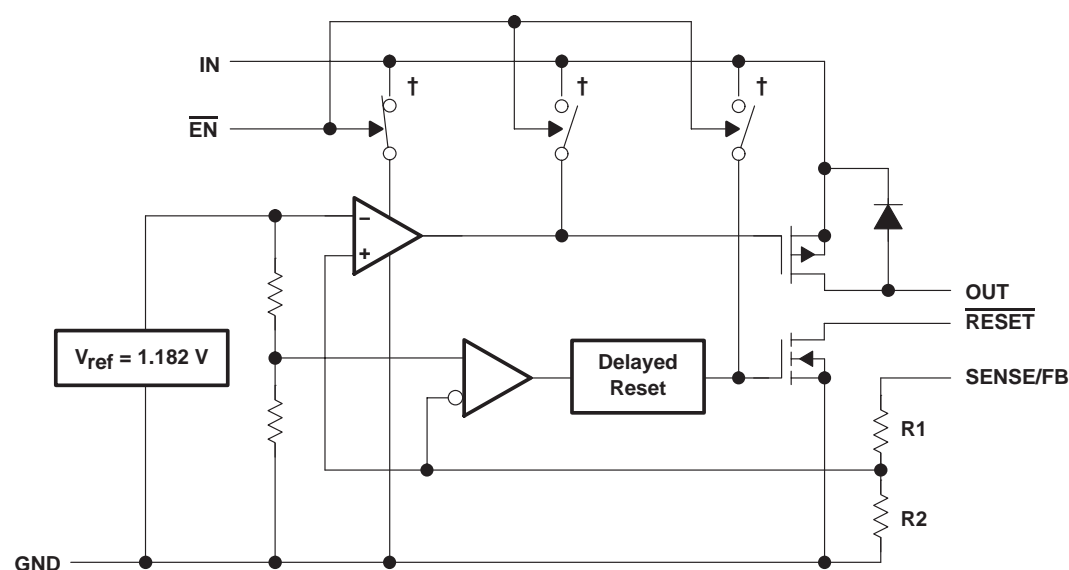 IN
†
†
†
EN
−
+
OUT
RESET
Vref = 1.182 V
Delayed
Reset
SENSE/FB
R1
R2
GND